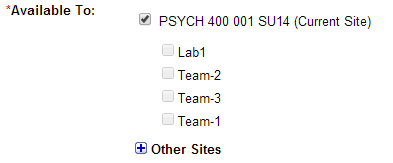 *Available To:
PSYCH 400 001 SU14 (Current Site)
Lab1
Team-2
Team-3
Team-1
Other Sites